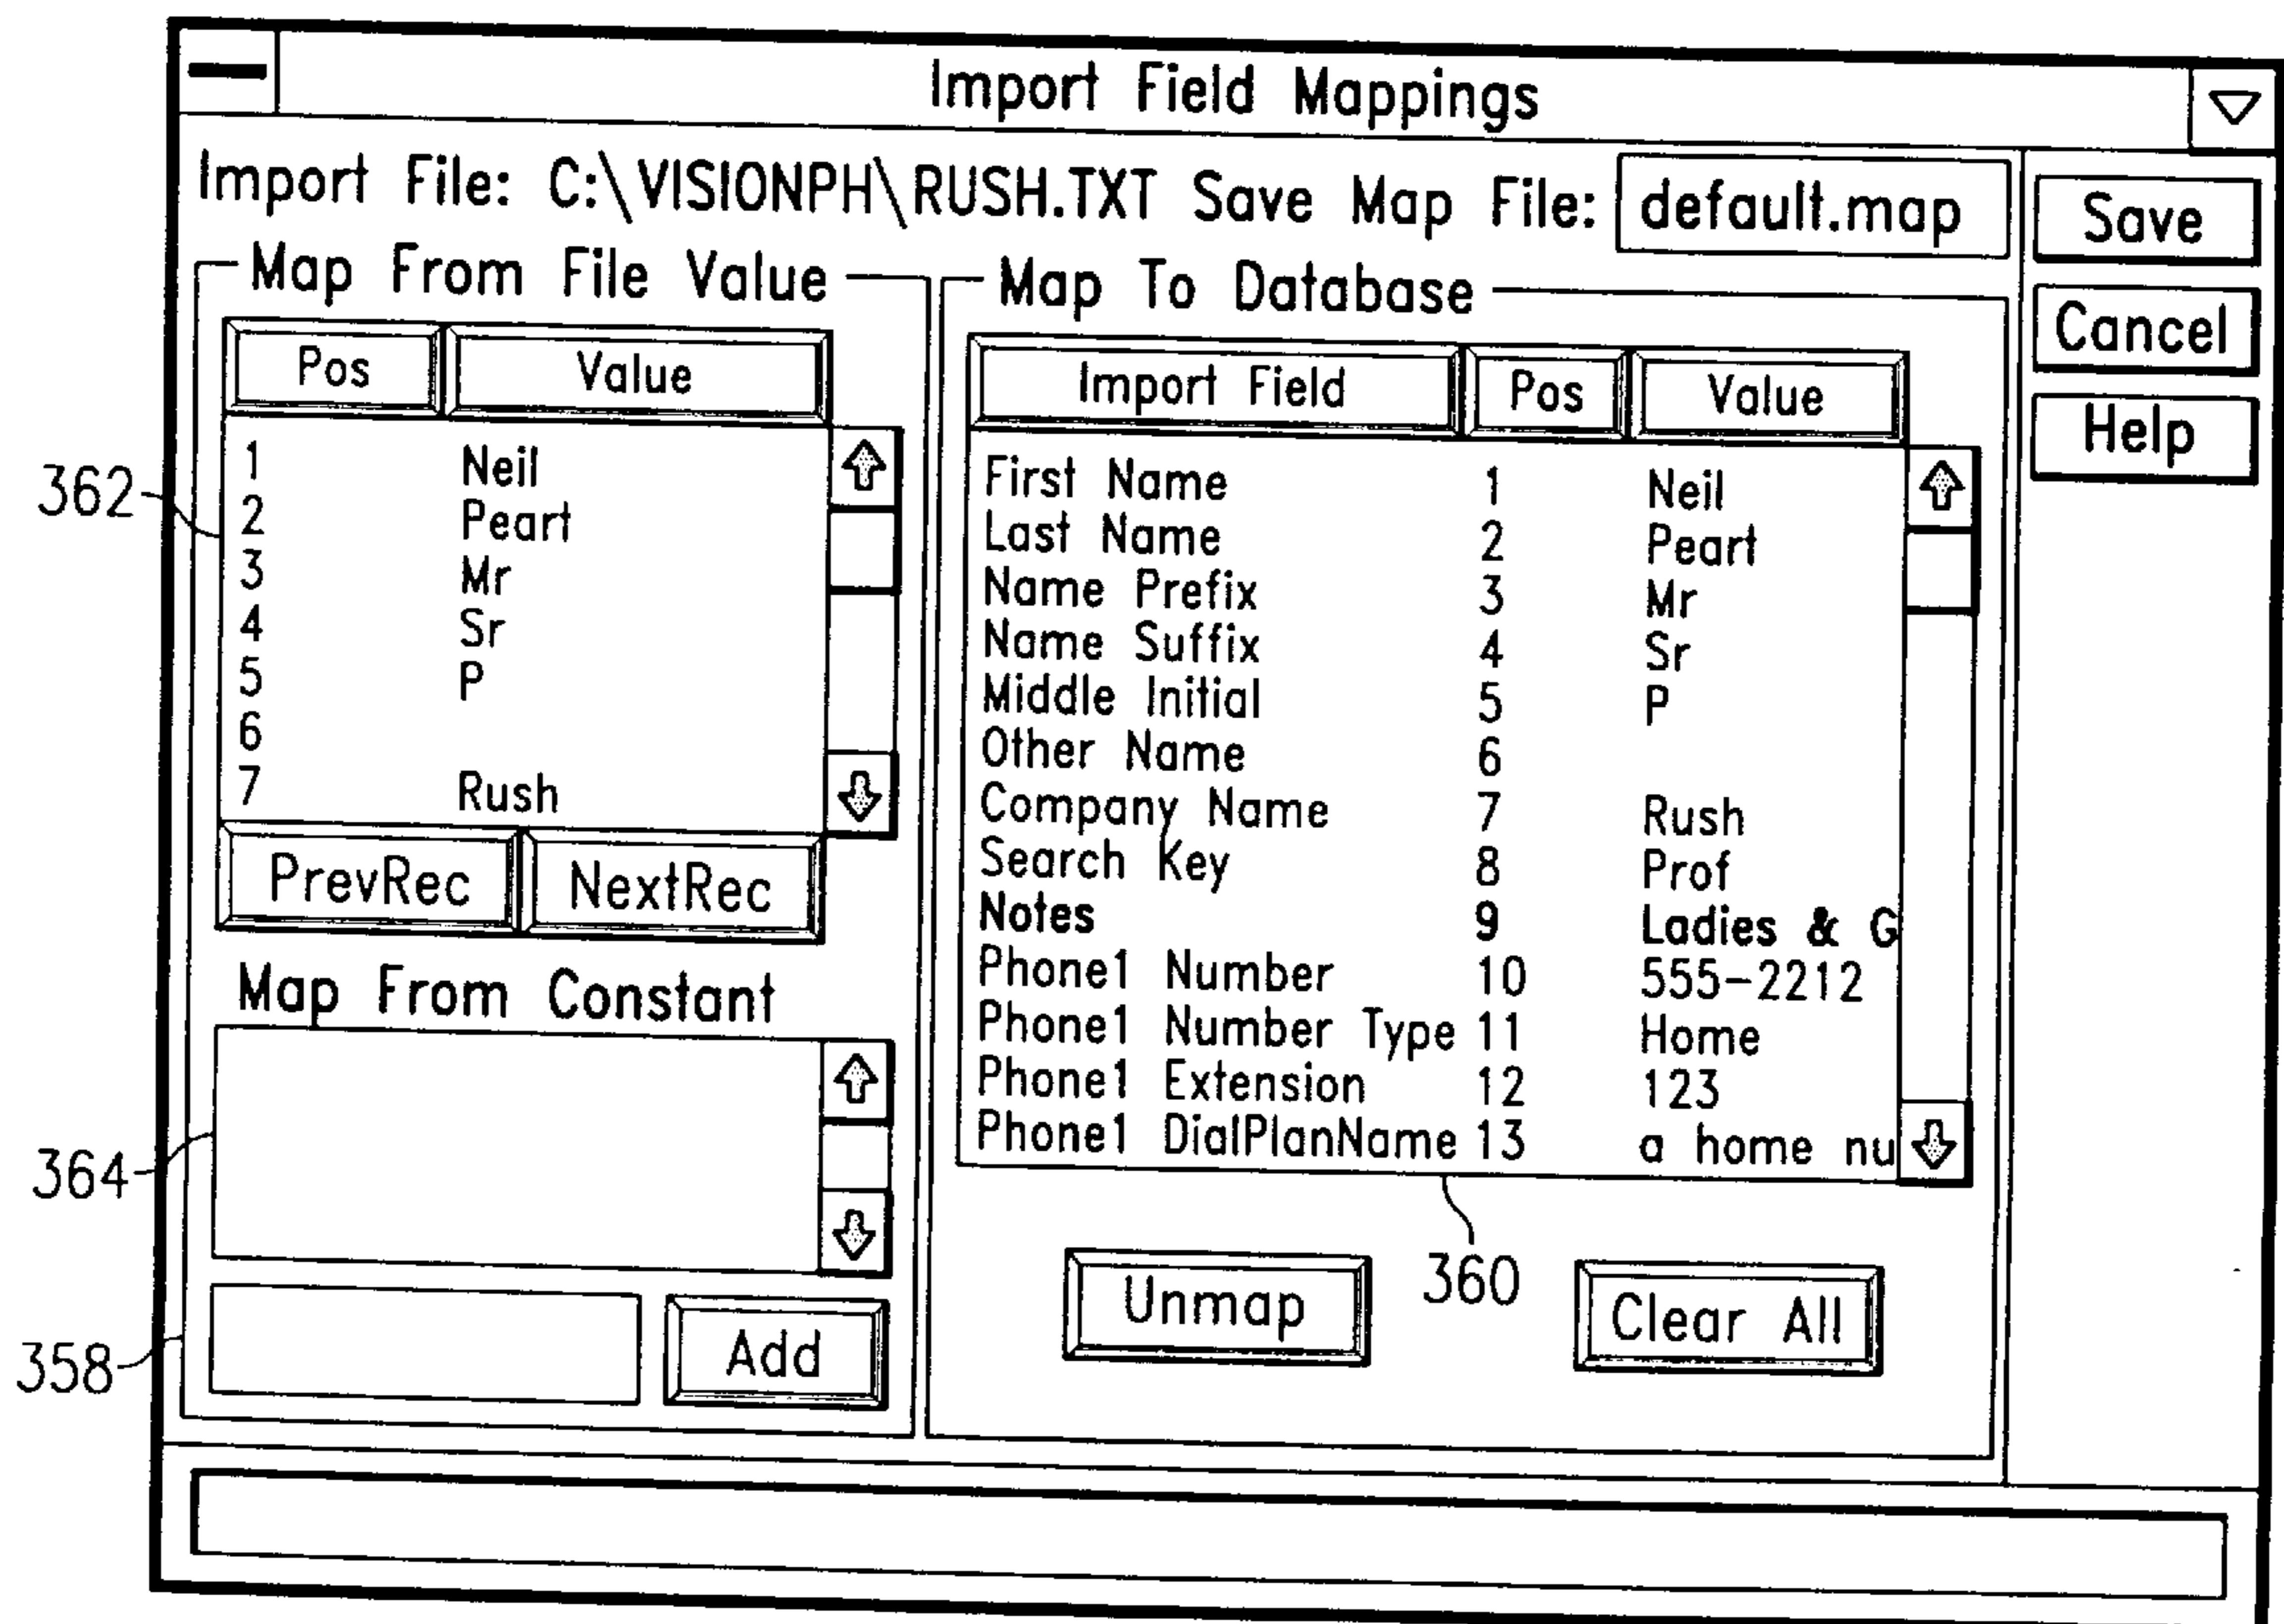 Import Field Mappings
Import File: C:\VISIONPH\RUSH.TXT Save Map File: default.map
Save
Cancel
Help
Map From File Value
Pos Value
1 Neil
2 Peart
3 Mr
4 Sr
5 P
6
7 Rush
PrevRec NextRec
Map From Constant
Add
Map To Database
Import Field Pos Value
First Name 1 Neil
Last Name 2 Peart
Name Prefix 3 Mr
Name Suffix 4 Sr
Middle Initial 5 P
Other Name 6
Company Name 7 Rush
Search Key 8 Prof
Notes 9 Ladies & G
Phone1 Number 10 555-2212
Phone1 Number Type 11 Home
Phone1 Extension 12 123
Phone1 DialPlanName 13 a home nu
Unmap Clear All
362
364
358
360